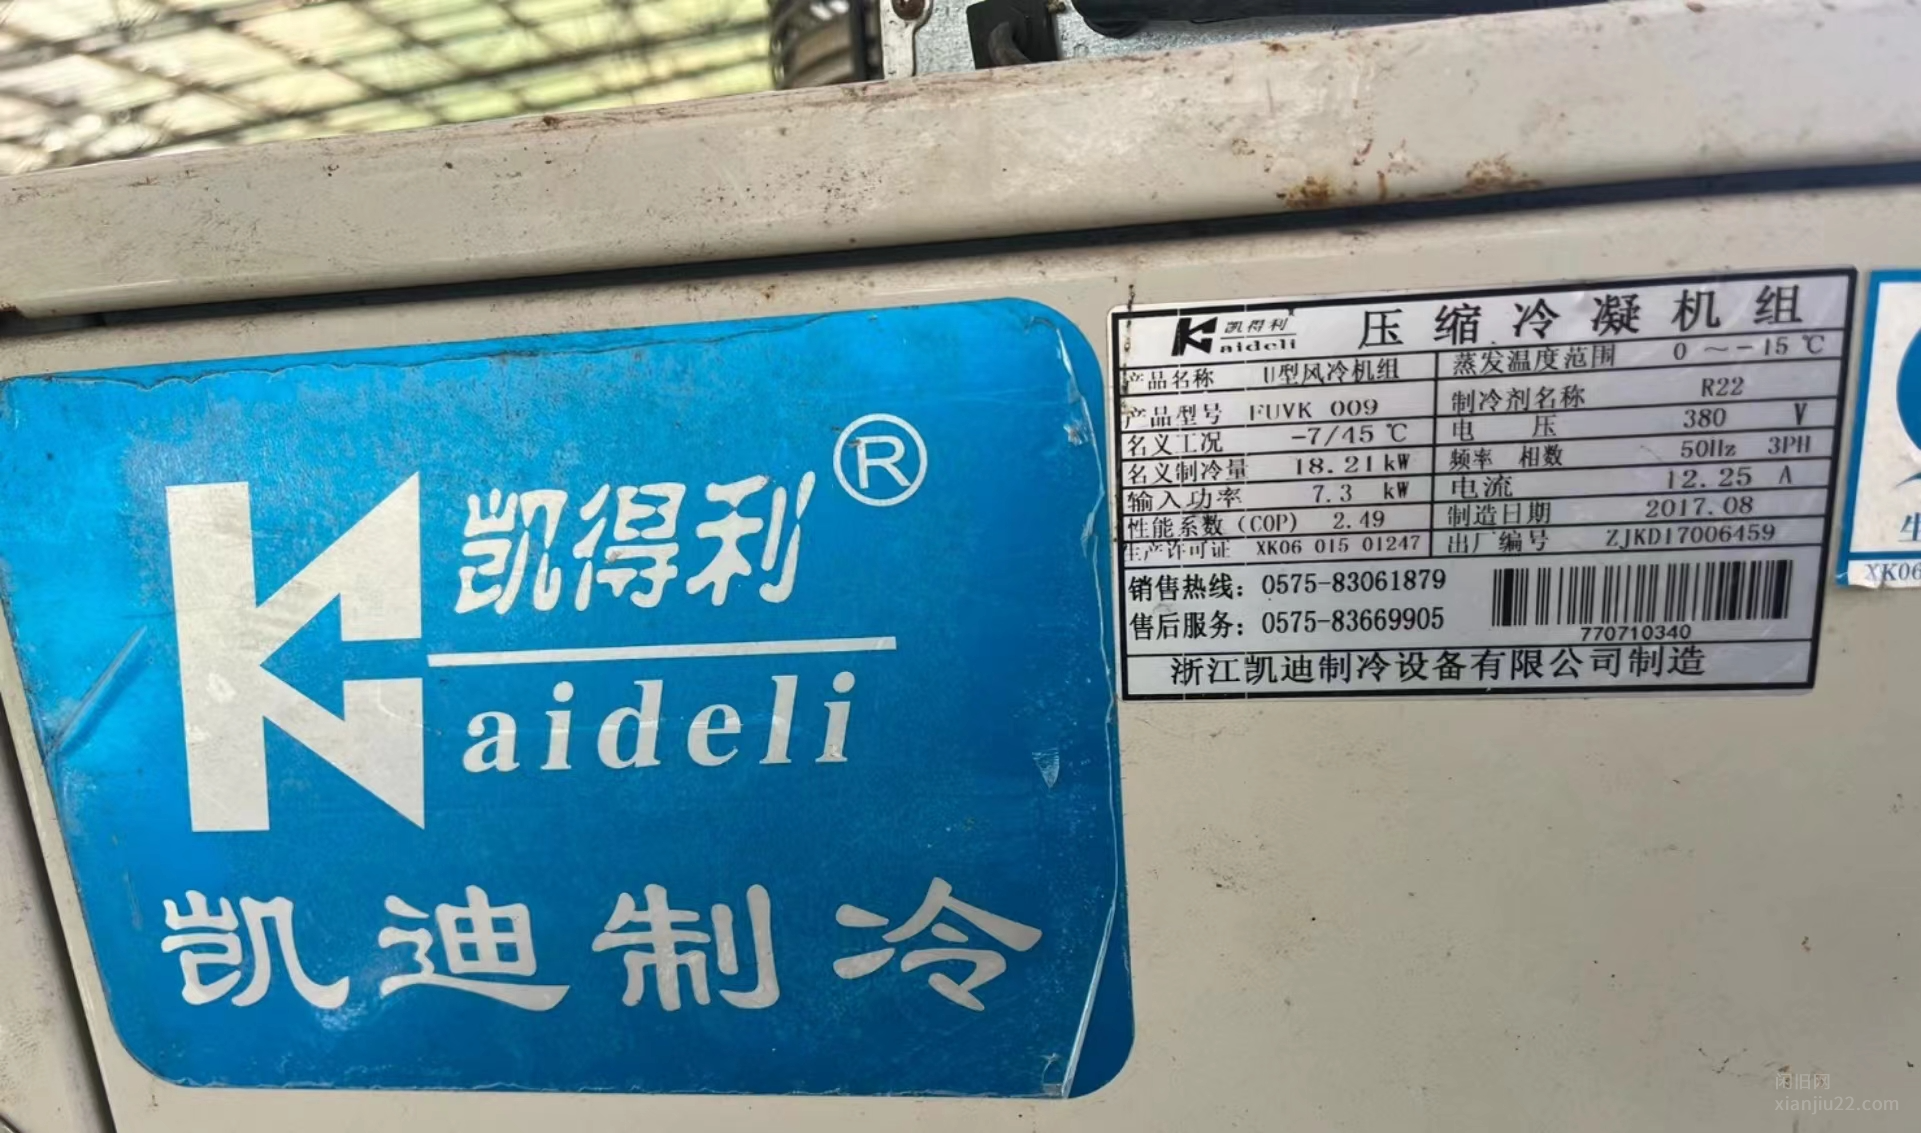 凯得利®
Kaideli
凯迪制冷
凯得利
Kaideli
压缩冷凝机组
产品名称 U型风冷机组 蒸发温度范围 0～-15℃
产品型号 FUVK 009 制冷剂名称 R22
名义工况 -7/45℃ 电压 380 V
名义制冷量 18.21kW 频率 相数 50Hz 3PH
输入功率 7.3 kW 电流 12.25 A
性能系数(COP) 2.49 制造日期 2017.08
生产许可证 XK06 015 01247 出厂编号 ZJKD17006459
销售热线：0575-83061879
售后服务：0575-83669905
770710340
浙江凯迪制冷设备有限公司制造
XK06
闲旧网
xianjiu22.com